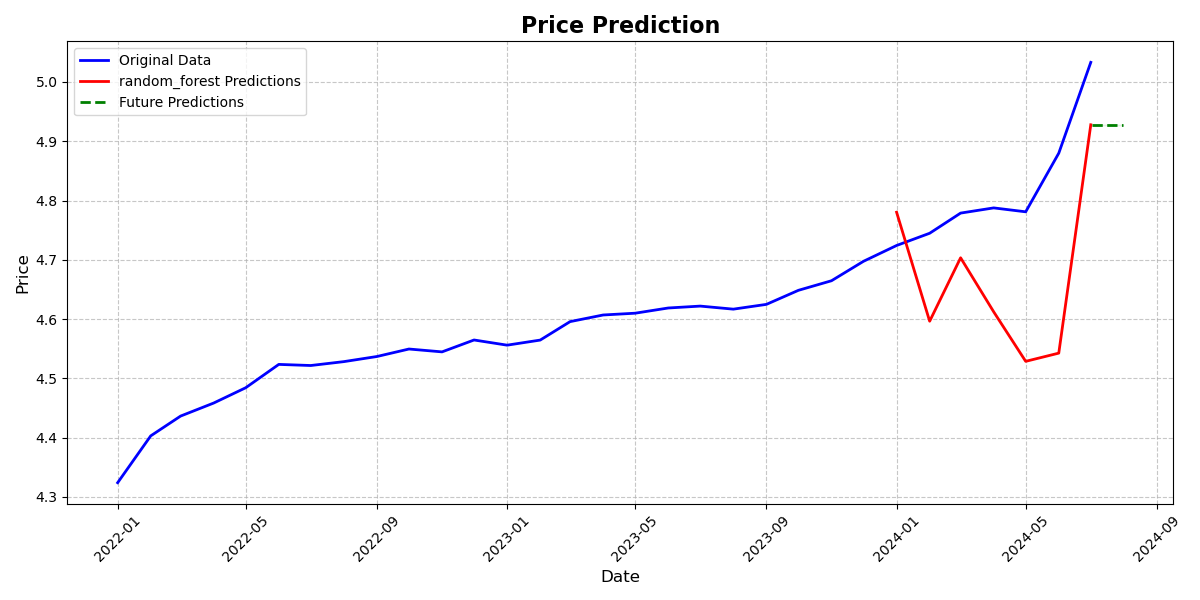 Price Prediction
Original Data
random_forest Predictions
Future Predictions
Price
5.0
4.9
4.8
4.7
4.6
4.5
4.4
4.3
2022-01
2022-05
2022-09
2023-01
2023-05
2023-09
2024-01
2024-05
2024-09
Date